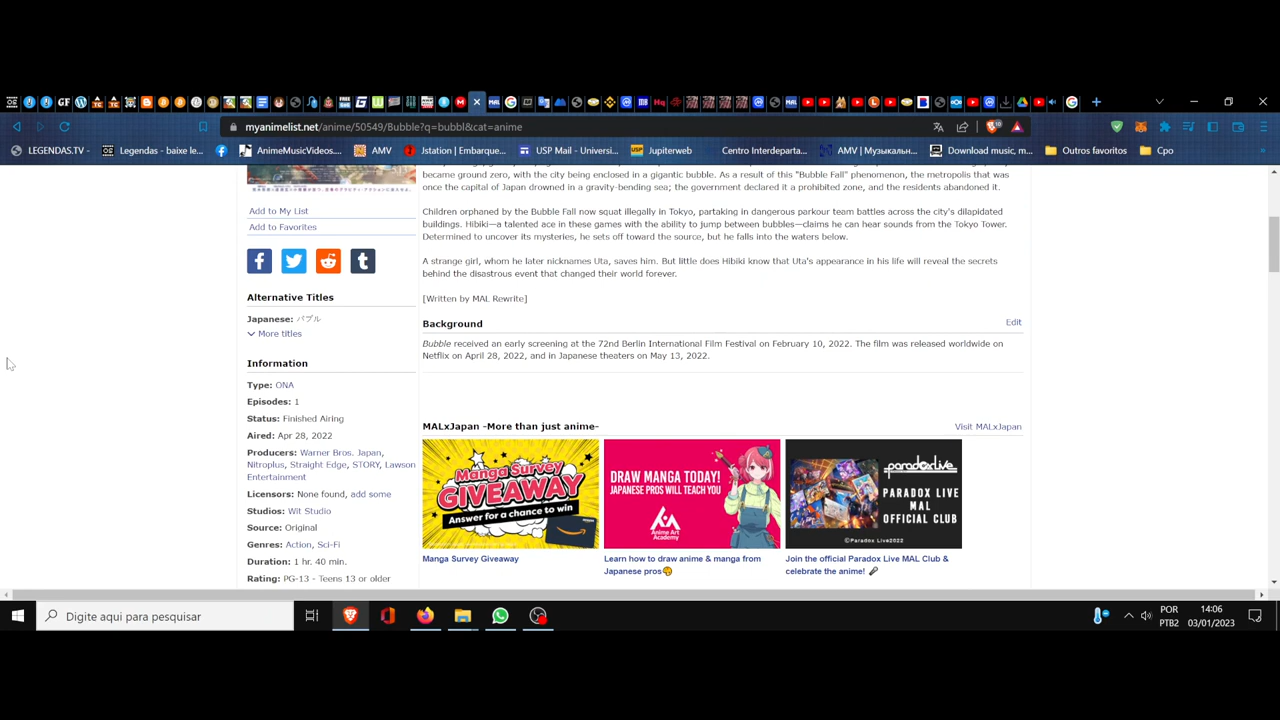 myanimelist.net/anime/50549/Bubble?q=bubbl&cat=anime
10
LEGENDAS.TV -
Legendas - baixe le...
AnimeMusicVideos....
AMV
Jstation | Embarque...
USP Mail - Universi...
Jupiterweb
Centro Interdeparta...
AMV | Музыкальн...
Download music, m...
Outros favoritos
Cpo
became ground zero, with the city being enclosed in a gigantic bubble. As a result of this "Bubble Fall" phenomenon, the metropolis that was
once the capital of Japan drowned in a gravity-bending sea; the government declared it a prohibited zone, and the residents abandoned it.
Children orphaned by the Bubble Fall now squat illegally in Tokyo, partaking in dangerous parkour team battles across the city's dilapidated
buildings. Hibiki—a talented ace in these games with the ability to jump between bubbles—claims he can hear sounds from the Tokyo Tower.
Determined to uncover its mysteries, he sets off toward the source, but he falls into the waters below.
A strange girl, whom he later nicknames Uta, saves him. But little does Hibiki know that Uta's appearance in his life will reveal the secrets
behind the disastrous event that changed their world forever.
[Written by MAL Rewrite]
Background
Edit
Bubble received an early screening at the 72nd Berlin International Film Festival on February 10, 2022. The film was released worldwide on
Netflix on April 28, 2022, and in Japanese theaters on May 13, 2022.
Add to My List
Add to Favorites
Alternative Titles
Japanese: バブル
More titles
Information
Type: ONA
Episodes: 1
Status: Finished Airing
Aired: Apr 28, 2022
Producers: Warner Bros. Japan,
Nitroplus, Straight Edge, STORY, Lawson
Entertainment
Licensors: None found, add some
Studios: Wit Studio
Source: Original
Genres: Action, Sci-Fi
Duration: 1 hr. 40 min.
Rating: PG-13 - Teens 13 or older
MALxJapan -More than just anime-
Visit MALxJapan
Manga Survey
GIVEAWAY
Answer for a chance to win
DRAW MANGA TODAY!
JAPANESE PROS WILL TEACH YOU
Anime Art
Academy
paradoxlive
PARADOX LIVE
MAL
OFFICIAL CLUB
©Paradox Live2022
Manga Survey Giveaway
Learn how to draw anime & manga from
Japanese pros
Join the official Paradox Live MAL Club &
celebrate the anime!
Digite aqui para pesquisar
POR
PTB2
14:06
03/01/2023